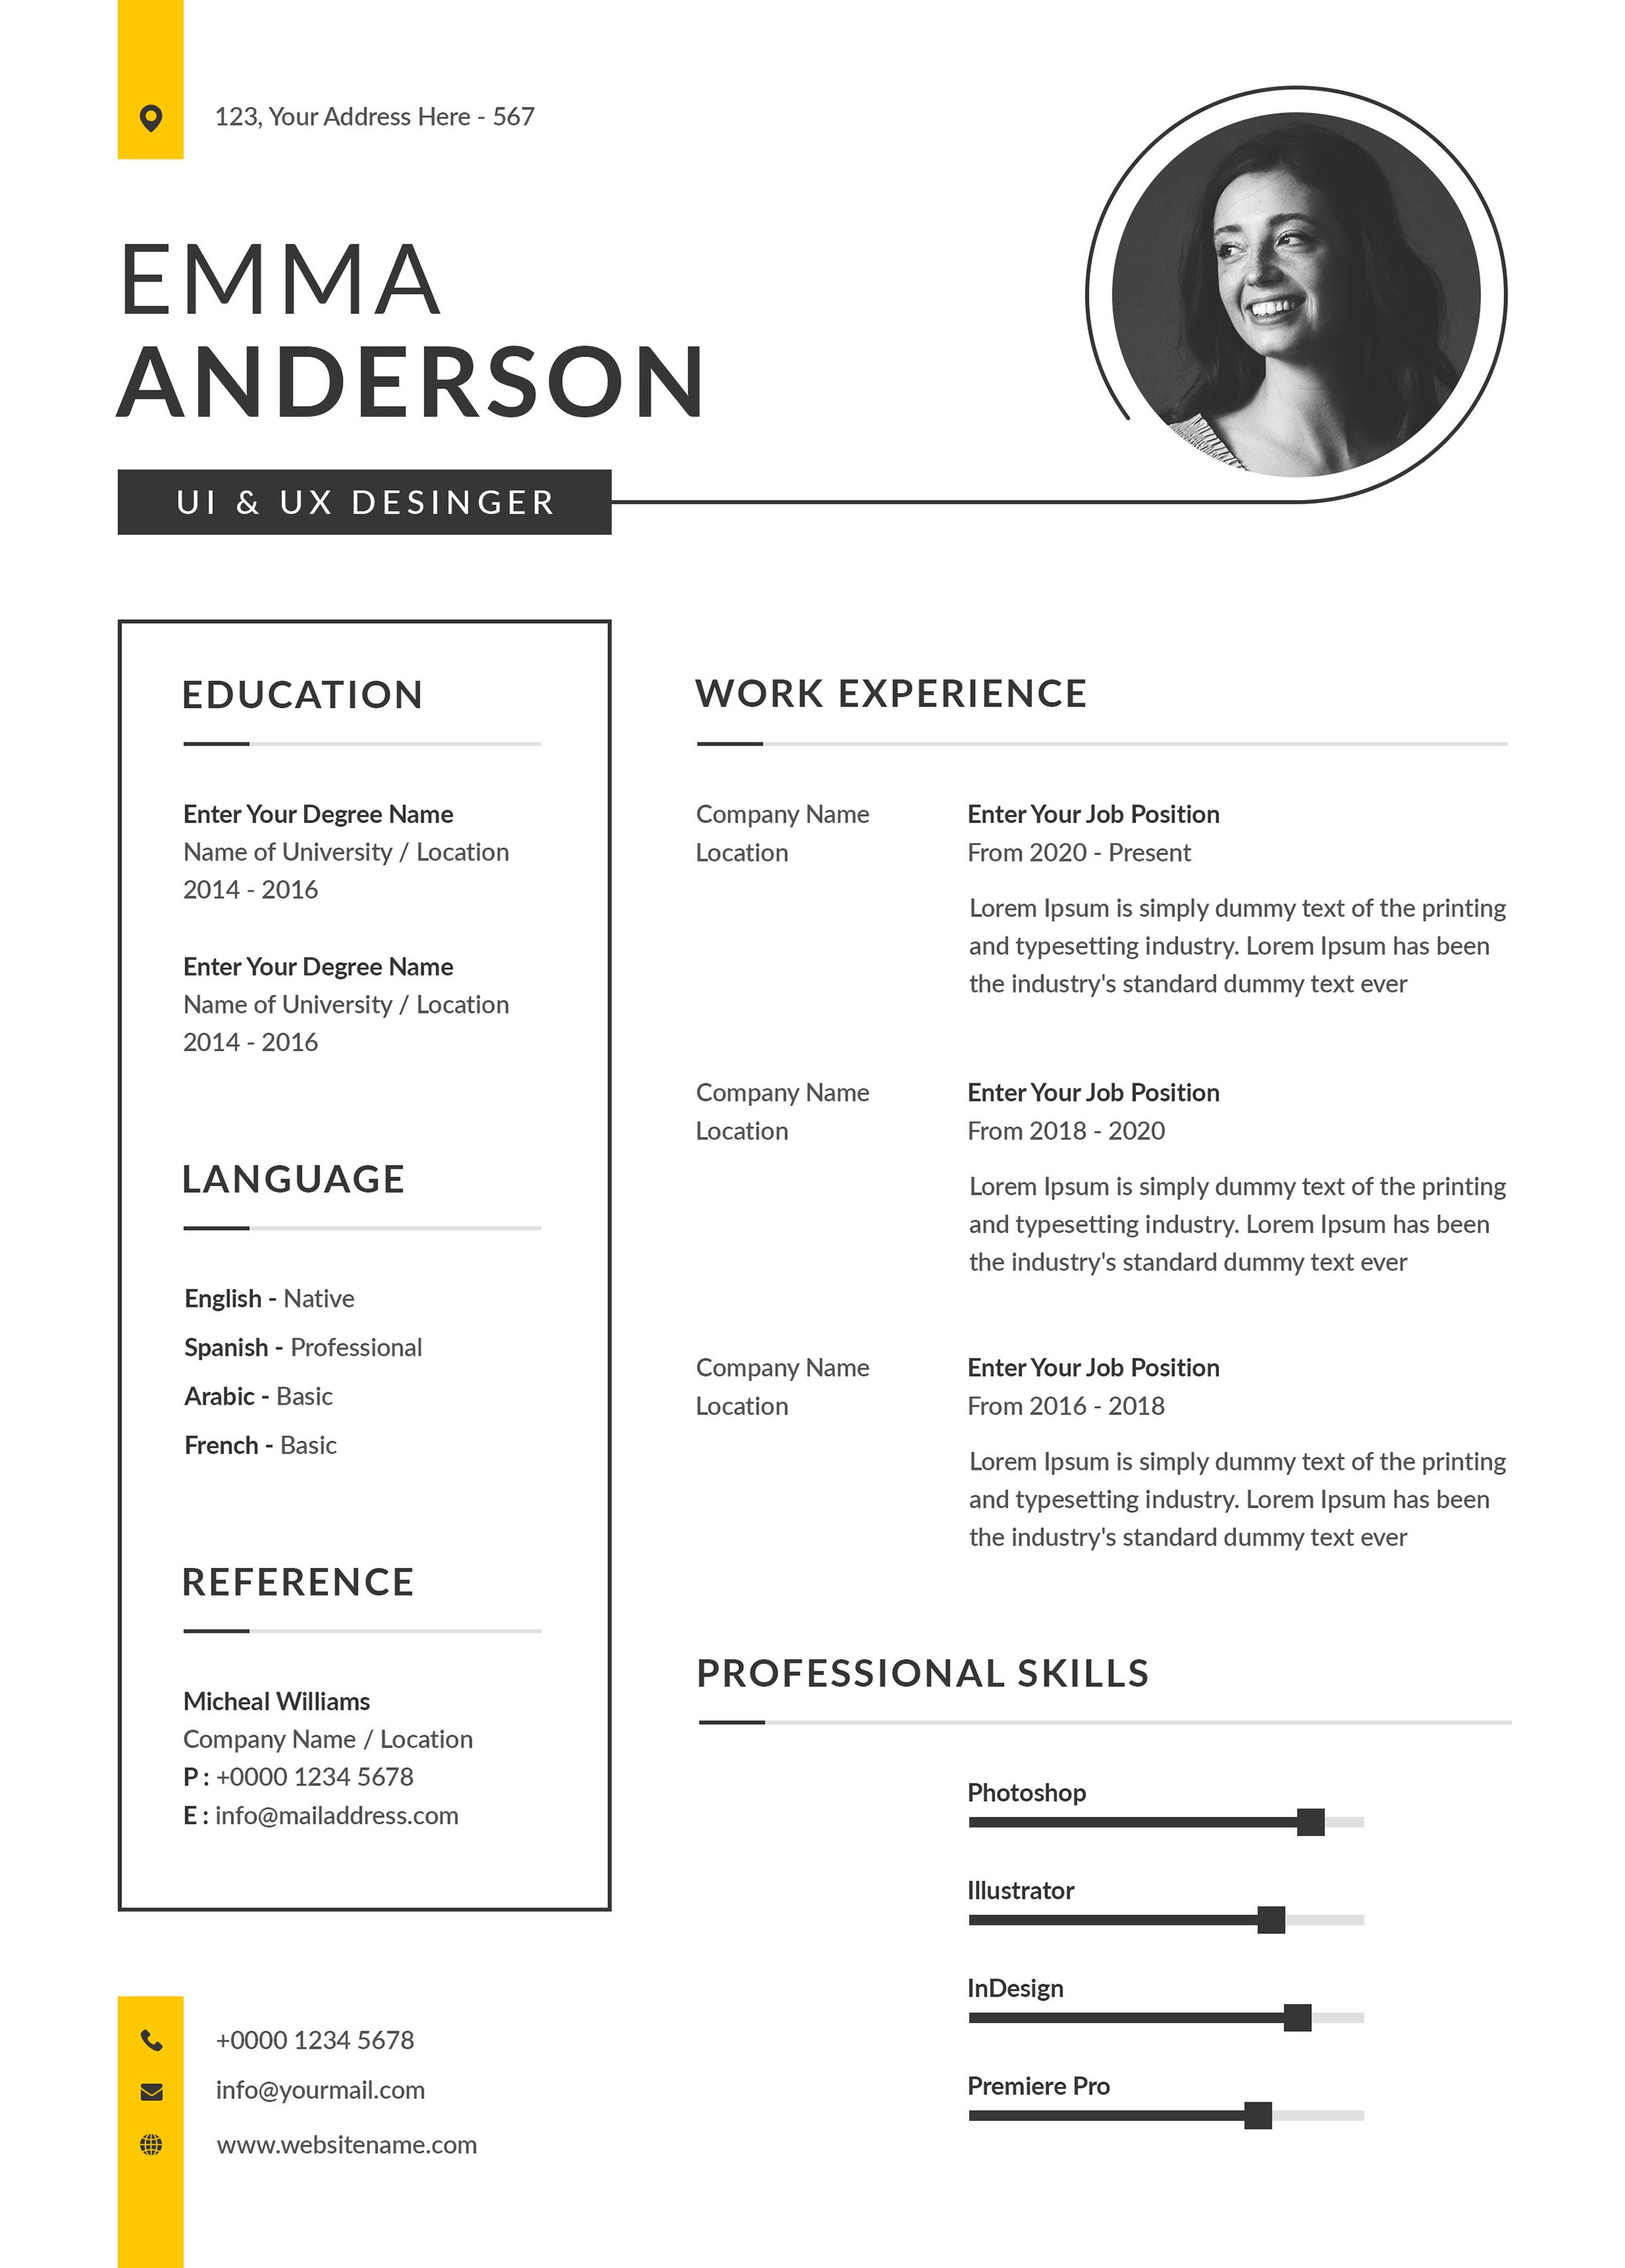 123, Your Address Here - 567
EMMA
ANDERSON
UI & UX DESINGER
EDUCATION
Enter Your Degree Name
Name of University / Location
2014 - 2016
Enter Your Degree Name
Name of University / Location
2014 - 2016
LANGUAGE
English - Native
Spanish - Professional
Arabic - Basic
French - Basic
REFERENCE
Micheal Williams
Company Name / Location
P : +0000 1234 5678
E : info@mailaddress.com
+0000 1234 5678
info@yourmail.com
www.websitename.com
WORK EXPERIENCE
Company Name
Location
Enter Your Job Position
From 2020 - Present
Lorem Ipsum is simply dummy text of the printing
and typesetting industry. Lorem Ipsum has been
the industry's standard dummy text ever
Company Name
Location
Enter Your Job Position
From 2018 - 2020
Lorem Ipsum is simply dummy text of the printing
and typesetting industry. Lorem Ipsum has been
the industry's standard dummy text ever
Company Name
Location
Enter Your Job Position
From 2016 - 2018
Lorem Ipsum is simply dummy text of the printing
and typesetting industry. Lorem Ipsum has been
the industry's standard dummy text ever
PROFESSIONAL SKILLS
Photoshop
Illustrator
InDesign
Premiere Pro